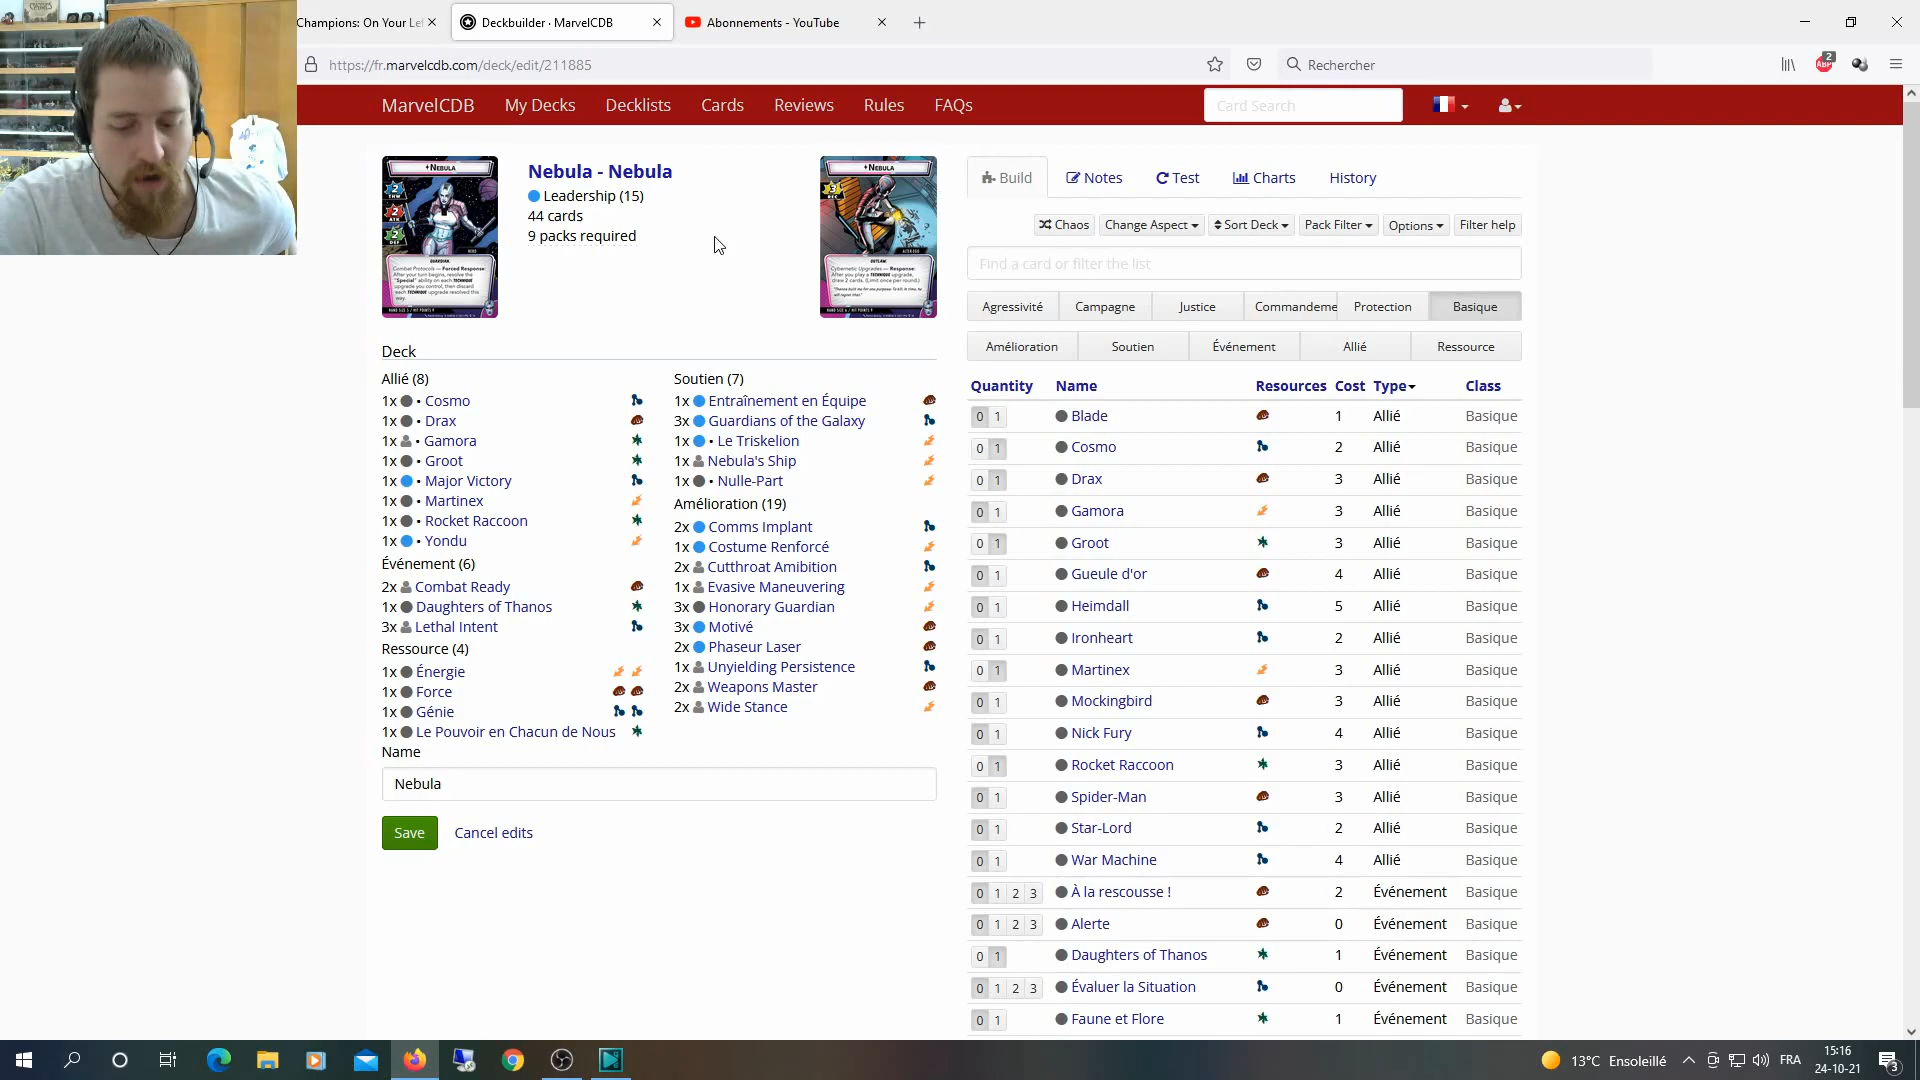 Champions: On Your Le
Deckbuilder · MarvelCDB
Abonnements - YouTube
https://fr.marvelcdb.com/deck/edit/211885
Rechercher
ABP
2
MarvelCDB My Decks Decklists Cards Reviews Rules FAQs
Card Search
NEBULA
Nebula - Nebula
Leadership (15)
44 cards
9 packs required
NEBULA
Build Notes Test Charts History
Chaos Change Aspect Sort Deck Pack Filter Options Filter help
Find a card or filter the list
Agressivité Campagne Justice Commandeme Protection Basique
Amélioration Soutien Événement Allié Ressource
Deck
Allié (8)
1x • Cosmo
1x • Drax
1x • Gamora
1x • Groot
1x • Major Victory
1x • Martinex
1x • Rocket Raccoon
1x • Yondu
Événement (6)
2x Combat Ready
1x Daughters of Thanos
3x Lethal Intent
Ressource (4)
1x Énergie
1x Force
1x Génie
1x Le Pouvoir en Chacun de Nous
Soutien (7)
1x Entraînement en Équipe
3x Guardians of the Galaxy
1x • Le Triskelion
1x Nebula's Ship
1x • Nulle-Part
Amélioration (19)
2x Comms Implant
1x Costume Renforcé
2x Cutthroat Amibition
1x Evasive Maneuvering
3x Honorary Guardian
3x Motivé
2x Phaseur Laser
1x Unyielding Persistence
2x Weapons Master
2x Wide Stance
Name
Nebula
Save Cancel edits
Quantity Name Resources Cost Type Class
0 1 Blade 1 Allié Basique
0 1 Cosmo 2 Allié Basique
0 1 Drax 3 Allié Basique
0 1 Gamora 3 Allié Basique
0 1 Groot 3 Allié Basique
0 1 Gueule d'or 4 Allié Basique
0 1 Heimdall 5 Allié Basique
0 1 Ironheart 2 Allié Basique
0 1 Martinex 3 Allié Basique
0 1 Mockingbird 3 Allié Basique
0 1 Nick Fury 4 Allié Basique
0 1 Rocket Raccoon 3 Allié Basique
0 1 Spider-Man 3 Allié Basique
0 1 Star-Lord 2 Allié Basique
0 1 War Machine 4 Allié Basique
0 1 2 3 À la rescousse ! 2 Événement Basique
0 1 2 3 Alerte 0 Événement Basique
0 1 Daughters of Thanos 1 Événement Basique
0 1 2 3 Évaluer la Situation 0 Événement Basique
0 1 Faune et Flore 1 Événement Basique
13°C Ensoleillé
FRA
15:16
24-10-21
3